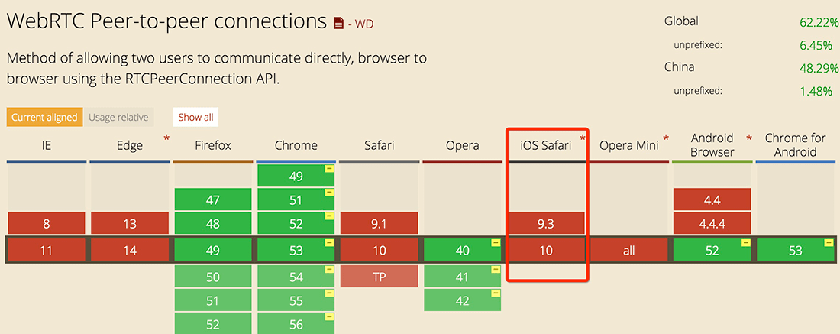 WebRTC Peer-to-peer connections - WD
Method of allowing two users to communicate directly, browser to
browser using the RTCPeerConnection API.
Global 62.22%
unprefixed: 6.45%
China 48.29%
unprefixed: 1.48%
Current aligned Usage relative Show all
IE Edge * Firefox Chrome Safari Opera iOS Safari * Opera Mini * Android Browser * Chrome for Android
49
47 51 4.4
8 13 48 52 9.1 9.3 4.4.4
11 14 49 53 10 40 10 all 52 53
50 54 TP 41
51 55 42
52 56